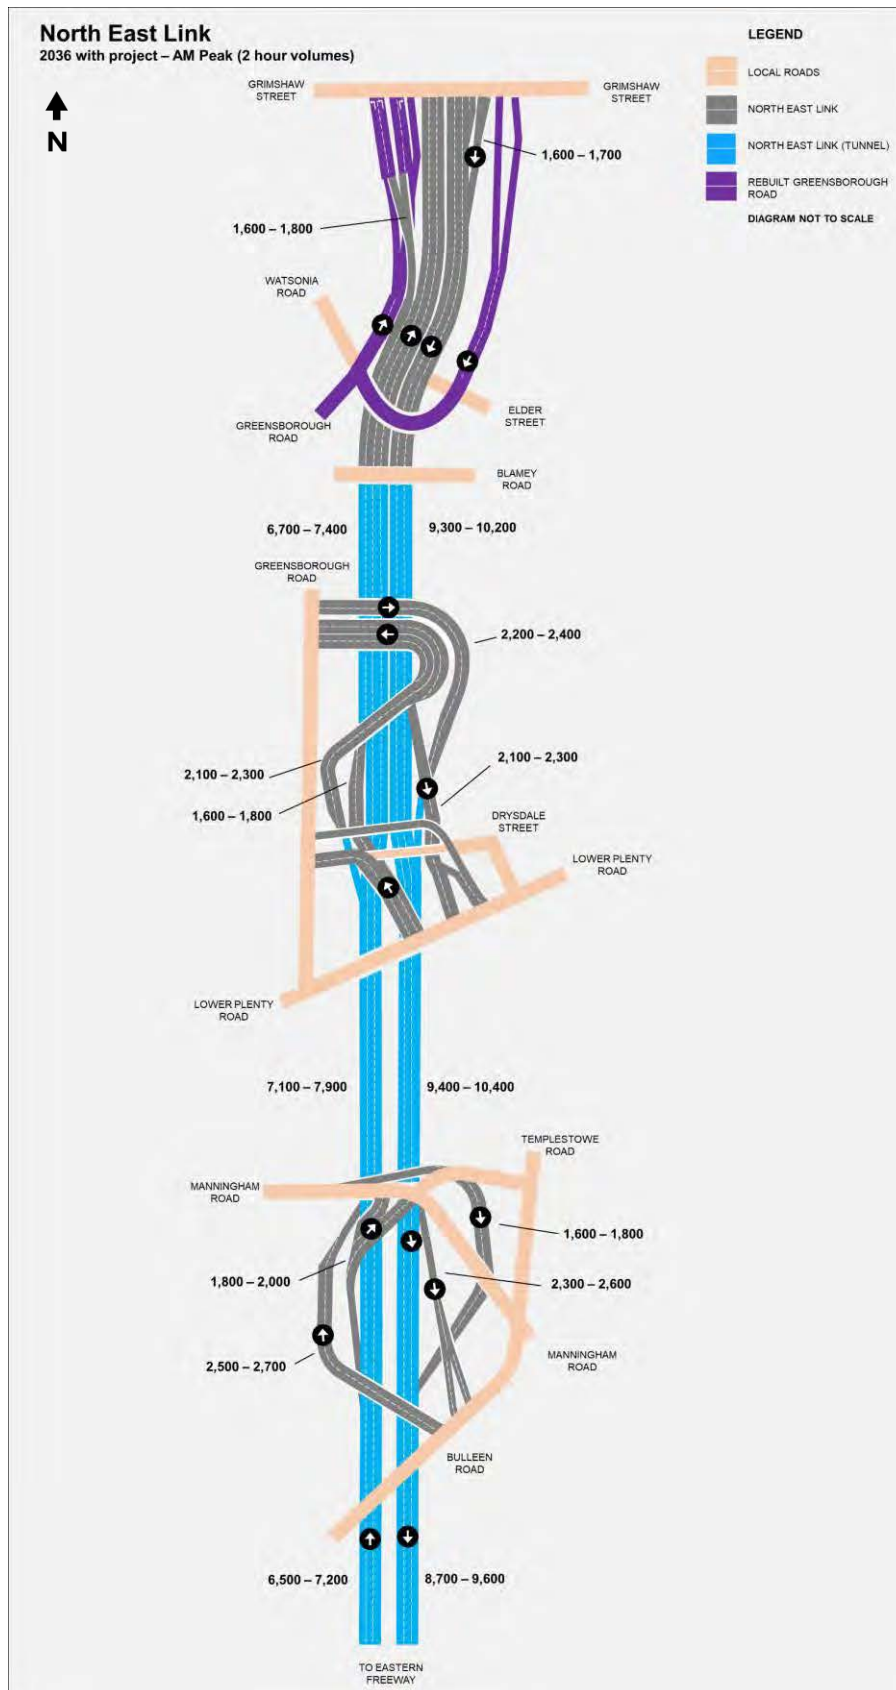 North East Link
2036 with project – AM Peak (2 hour volumes)
LEGEND
LOCAL ROADS
NORTH EAST LINK
NORTH EAST LINK (TUNNEL)
REBUILT GREENSBOROUGH
ROAD
DIAGRAM NOT TO SCALE
N
GRIMSHAW
STREET
GRIMSHAW
STREET
1,600 – 1,700
1,600 – 1,800
WATSONIA
ROAD
GREENSBOROUGH
ROAD
ELDER
STREET
BLAMEY
ROAD
6,700 – 7,400
9,300 – 10,200
GREENSBOROUGH
ROAD
2,200 – 2,400
2,100 – 2,300
2,100 – 2,300
1,600 – 1,800
DRYSDALE
STREET
LOWER PLENTY
ROAD
LOWER PLENTY
ROAD
7,100 – 7,900
9,400 – 10,400
TEMPLESTOWE
ROAD
MANNINGHAM
ROAD
1,600 – 1,800
1,800 – 2,000
2,300 – 2,600
2,500 – 2,700
MANNINGHAM
ROAD
BULLEEN
ROAD
6,500 – 7,200
8,700 – 9,600
TO EASTERN
FREEWAY